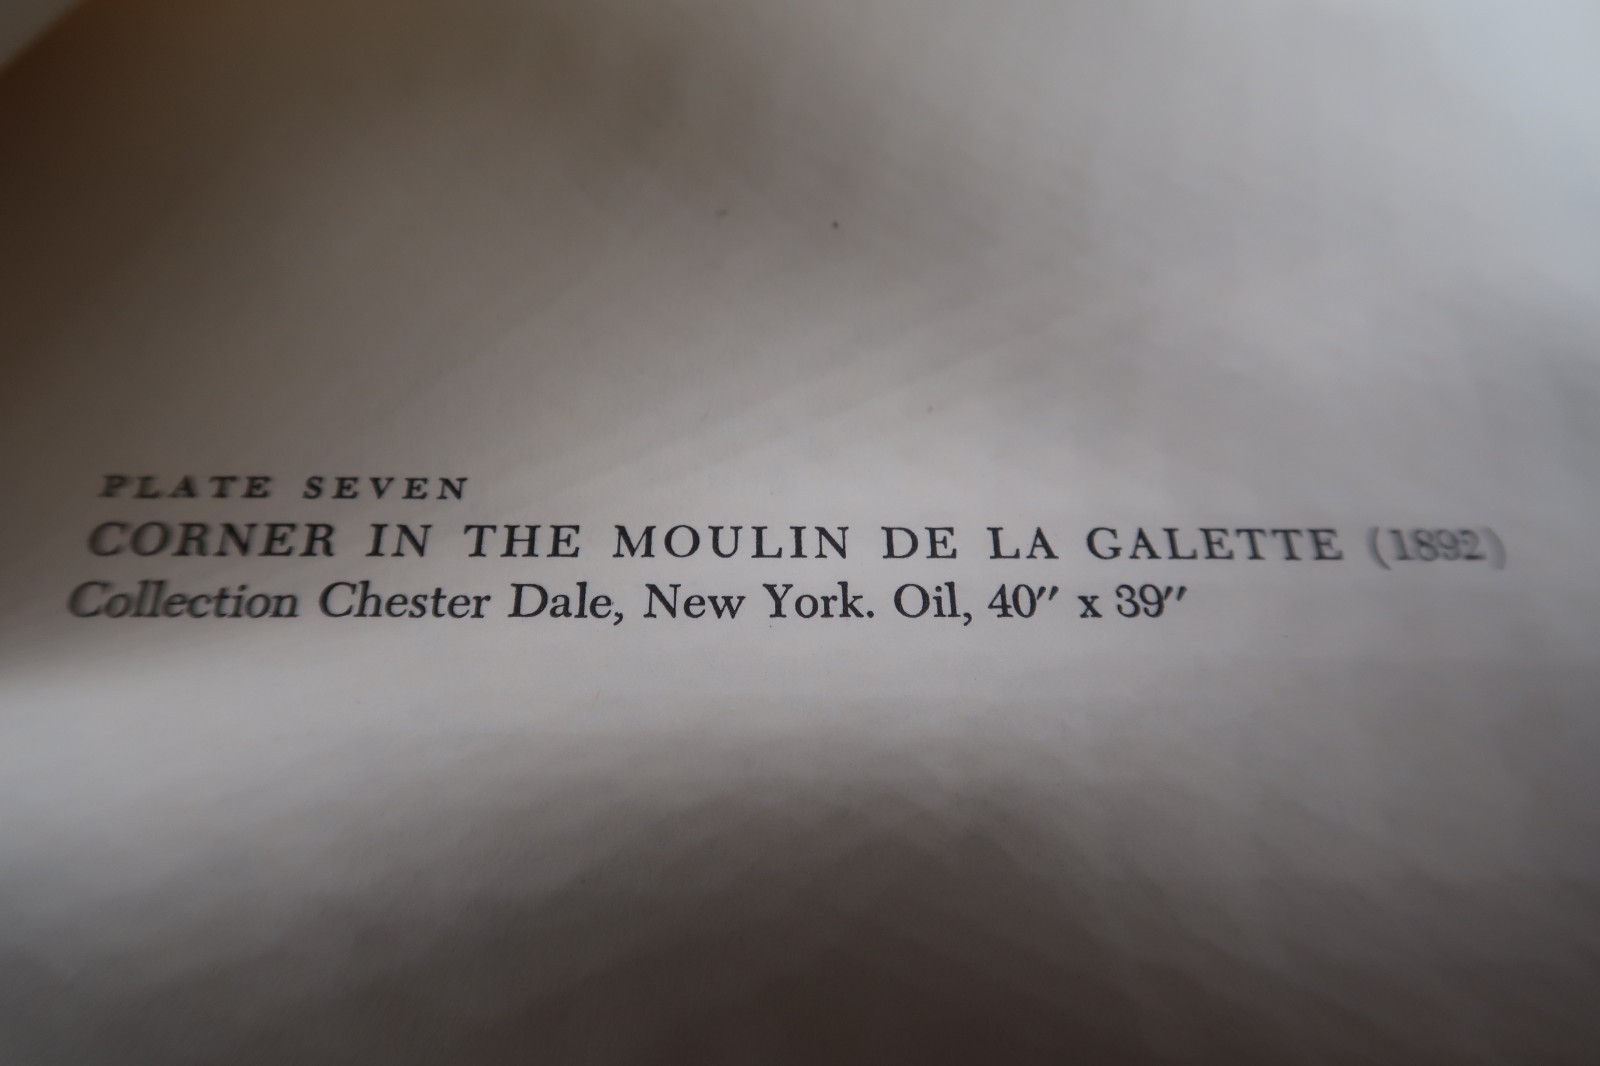 PLATE SEVEN
CORNER IN THE MOULIN DE LA GALETTE (1892)
Collection Chester Dale, New York. Oil, 40″ x 39″